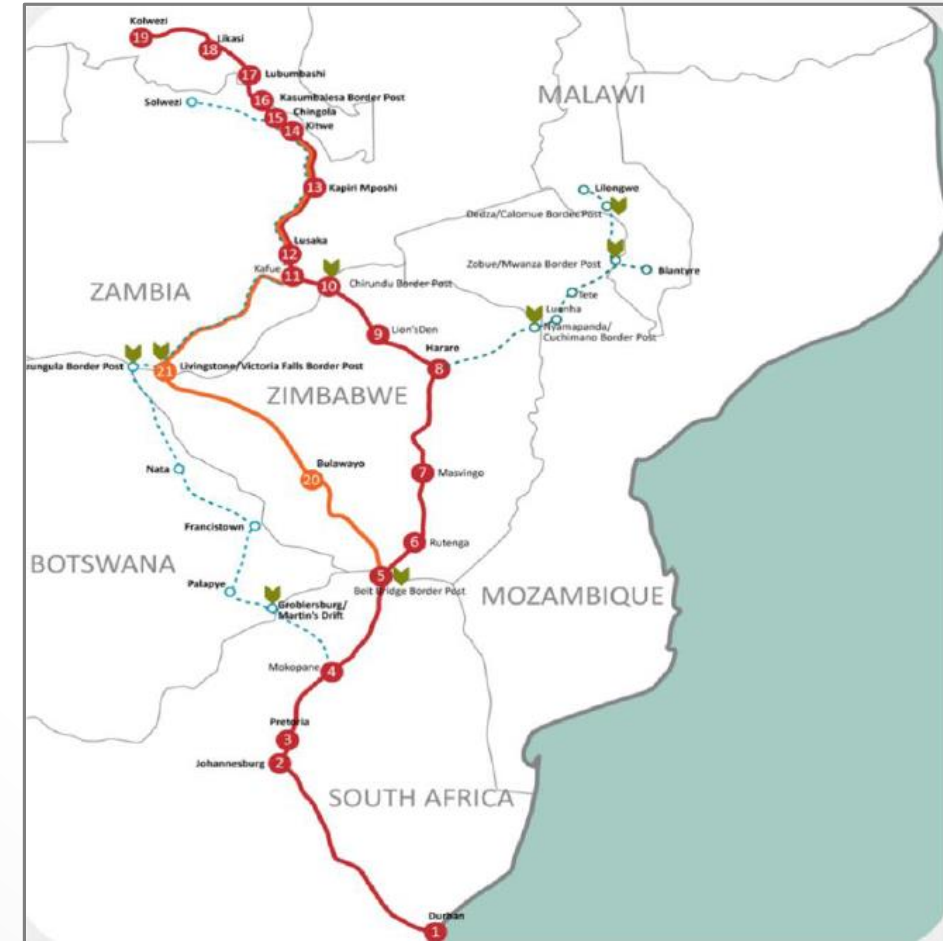 Kolwezi
19
18
Likasi
17
Lubumbashi
16
Kasumbalesa Border Post
Solwezi
15
Chingola
14
Kitwe
MALAWI
13
Kapiri Mposhi
Lilongwe
Dedza/Calomue Border Post
Lusaka
12
Kafue
11
Zobue/Mwanza Border Post
Blantyre
10
Chirundu Border Post
ZAMBIA
Tete
Luenha
Nyamapanda/
Cuchimano Border Post
9
Lion'sDen
Harare
8
zungula Border Post
21
Livingstone/Victoria Falls Border Post
ZIMBABWE
Bulawayo
20
Nata
7
Masvingo
Francistown
6
Rutenga
BOTSWANA
5
Beit Bridge Border Post
Palapye
Groblersburg/
Martin's Drift
MOZAMBIQUE
Mokopane
4
Pretoria
3
Johannesburg
2
SOUTH AFRICA
Durban
1